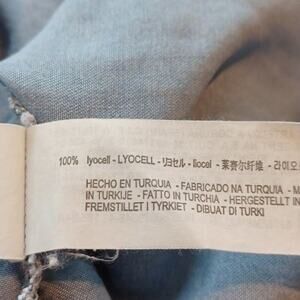 100% lyocell - LYOCELL - リヨセル - liocel - 莱赛尔纤维 - 라이오
HECHO EN TURQUIA - FABRICADO NA TURQUIA - M
IN TURKIJE - FATTO IN TURCHIA - HERGESTELLT IN
FREMSTILLET I TYRKIET - DIBUAT DI TURKI